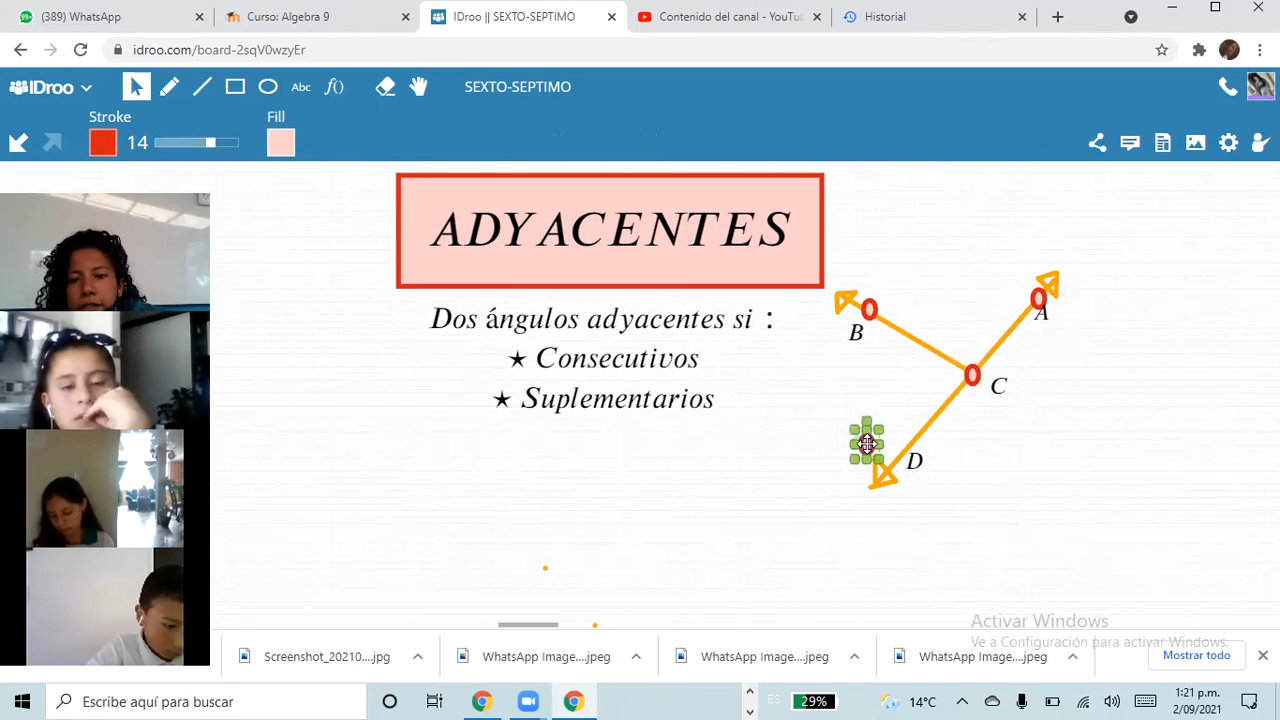 (389) WhatsApp
Curso: Algebra 9
IDroo || SEXTO-SEPTIMO
Contenido del canal - YouTu
Historial
idroo.com/board-2sqV0wzyEr
IDroo
Abc
f()
SEXTO-SEPTIMO
Stroke
14
Fill
ADYACENTES
Dos ángulos adyacentes si :
★ Consecutivos
★ Suplementarios
A
B
C
D
Activar Windows
Ve a Configuración para activar Windows.
Screenshot_20210....jpg
WhatsApp Image....jpeg
WhatsApp Image....jpeg
WhatsApp Image....jpeg
Mostrar todo
Escribe aquí para buscar
ES
29%
14°C
1:21 p.m.
2/09/2021